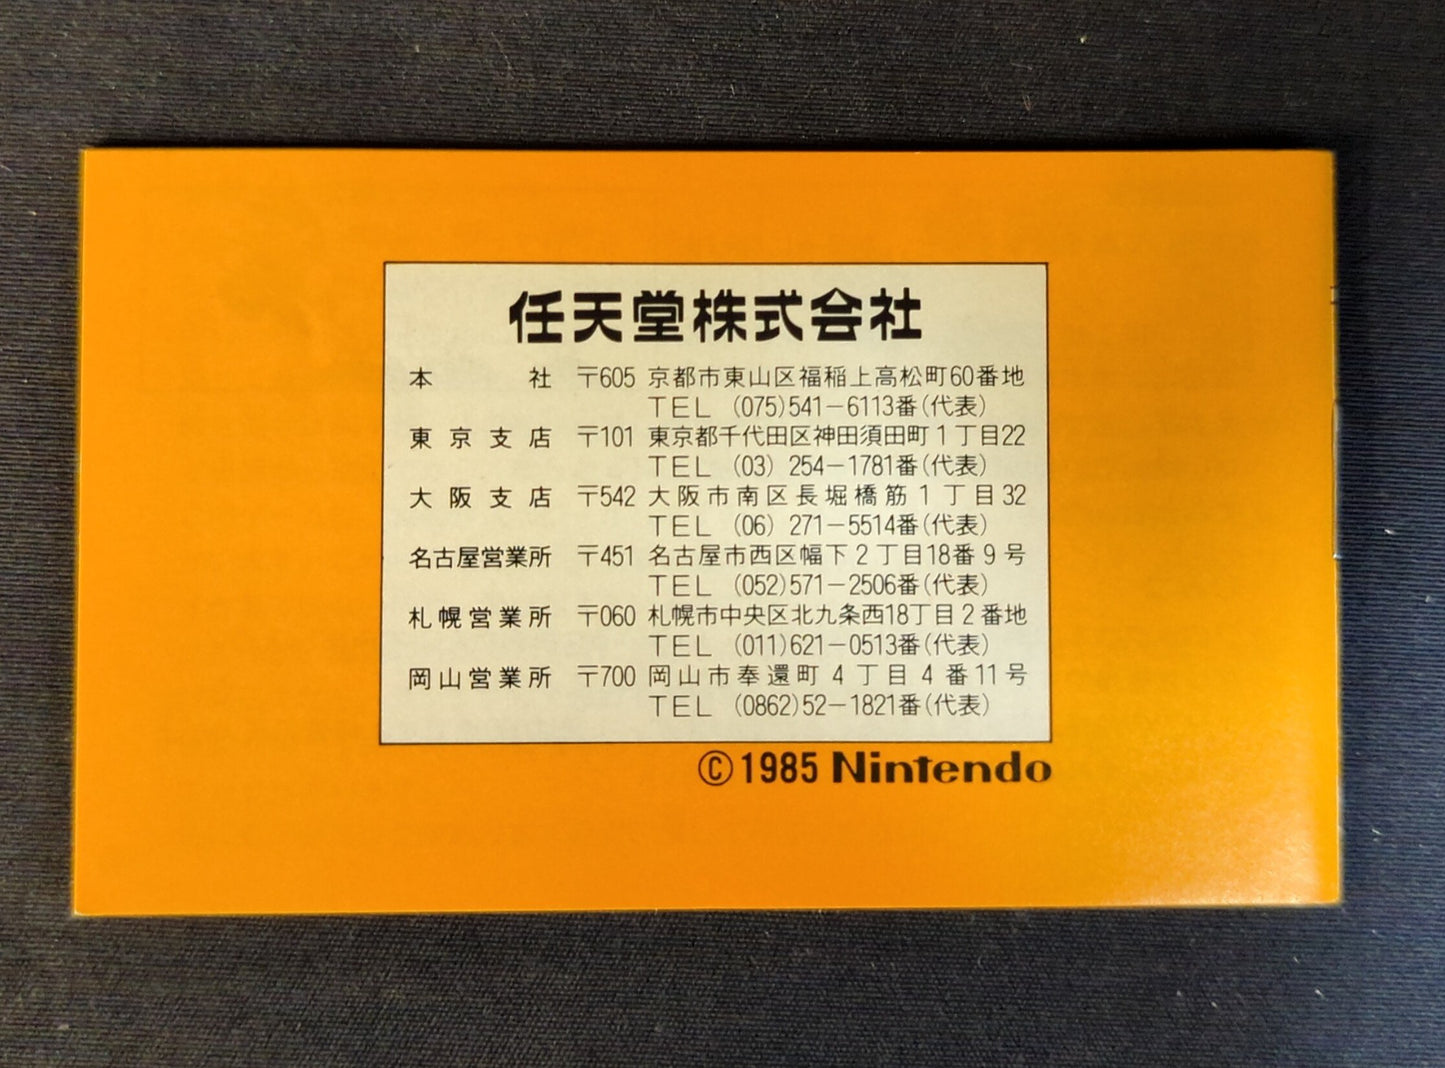 任天堂株式会社
本社 〒605 京都市東山区福稲上高松町60番地
TEL (075)541-6113番(代表)
東京支店 〒101 東京都千代田区神田須田町1丁目22
TEL (03) 254-1781番(代表)
大阪支店 〒542 大阪市南区長堀橋筋1丁目32
TEL (06) 271-5514番(代表)
名古屋営業所 〒451 名古屋市西区幅下2丁目18番9号
TEL (052)571-2506番(代表)
札幌営業所 〒060 札幌市中央区北九条西18丁目2番地
TEL (011)621-0513番(代表)
岡山営業所 〒700 岡山市奉還町4丁目4番11号
TEL (0862)52-1821番(代表)
©1985 Nintendo